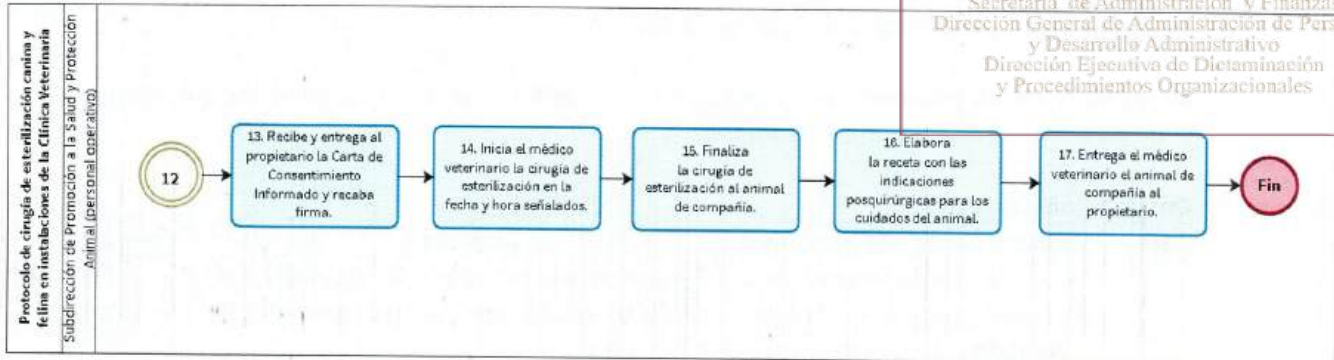 Secretaría de Administración y Finanzas
Dirección General de Administración de
y Desarrollo Administrativo
Dirección Ejecutiva de Dictaminación
y Procedimientos Organizacionales
Protocolo de cirugía de esterilización canina y
felina en instalaciones de la Clínica Veterinaria
Subdirección de Promoción a la Salud y Protección
Animal (personal operativo)
12
13. Recibe y entrega al
propietario la Carta de
Consentimiento
Informado y recaba
firma.
14. Inicia el médico
veterinario la cirugía de
esterilización en la
fecha y hora señalados.
15. Finaliza
la cirugía de
esterilización al animal
de compañía.
16. Elabora
la receta con las
indicaciones
posquirúrgicas para los
cuidados del animal.
17. Entrega el médico
veterinario el animal de
compañía al
propietario.
Fin